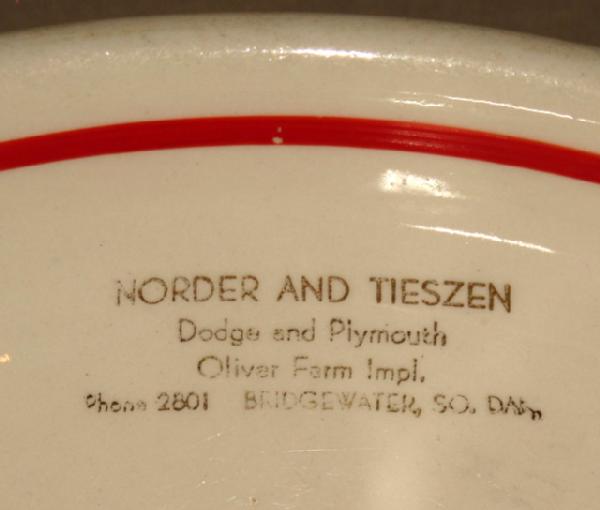 NORDER AND TIESZEN
Dodge and Plymouth
Oliver Farm Impl.
Phone 2801 BRIDGEWATER, SO. DAK.